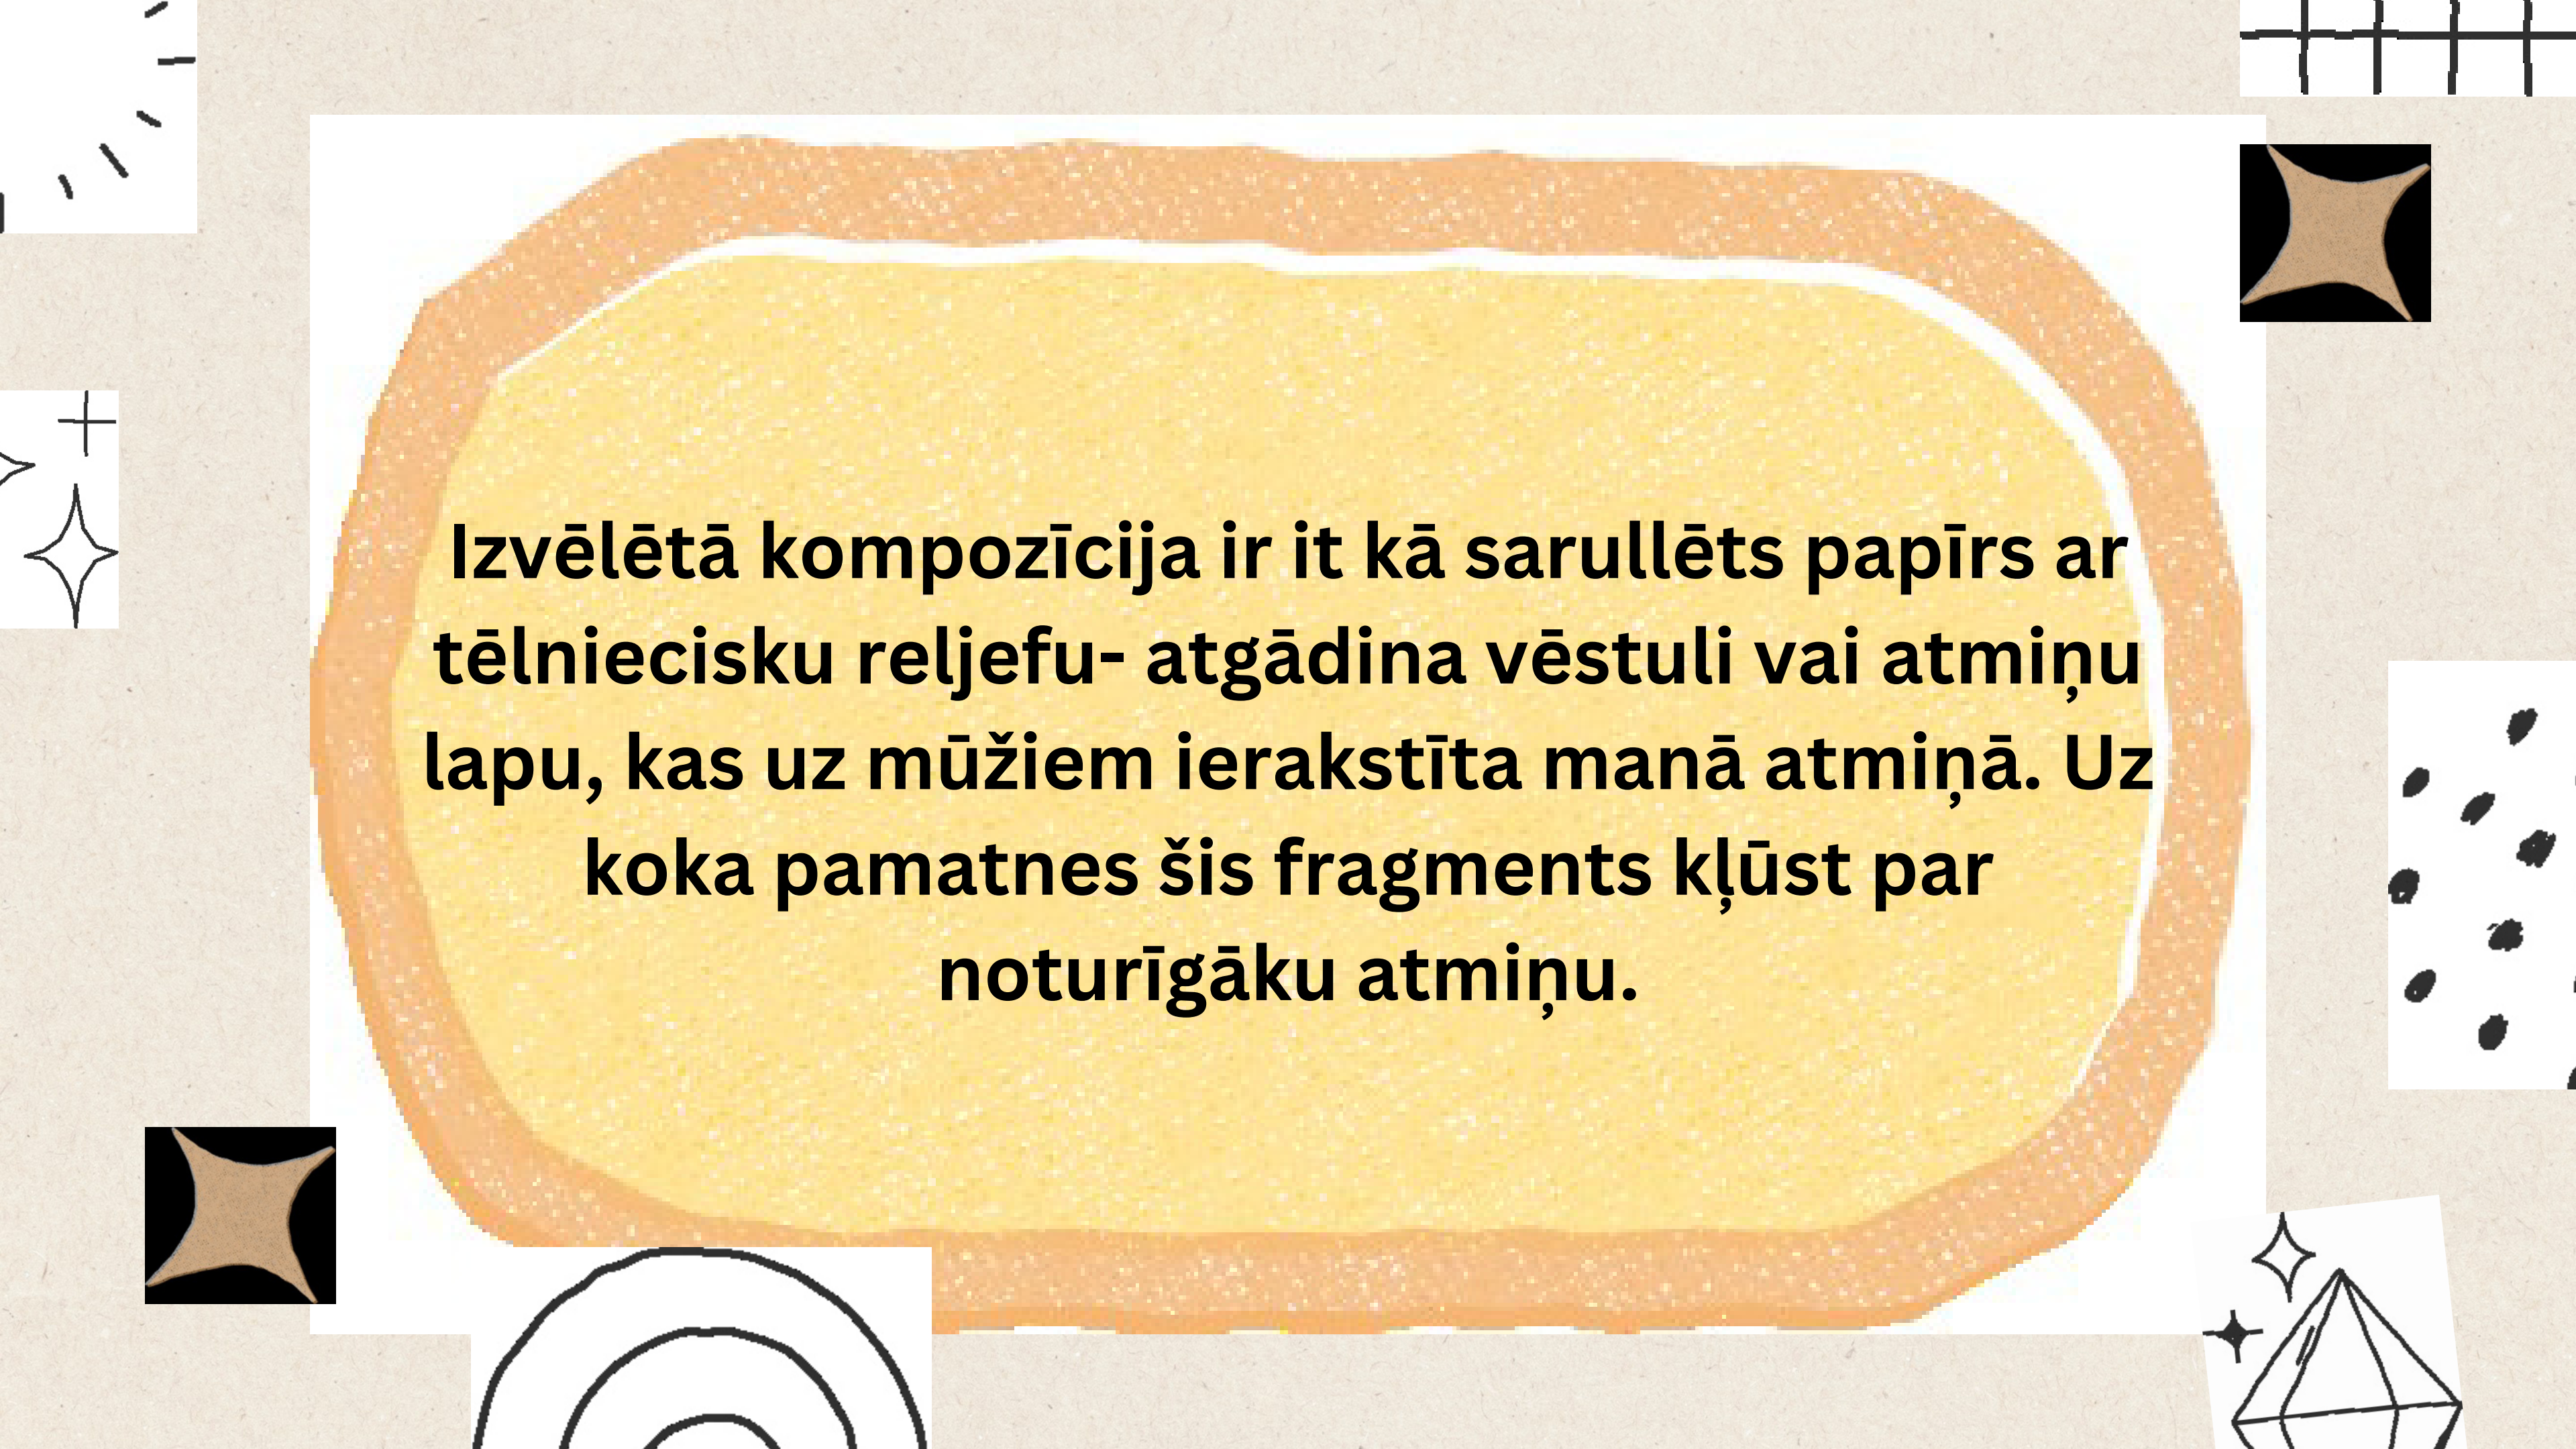 Izvēlētā kompozīcija ir it kā sarullēts papīrs ar
tēlniecisku reljefu- atgādina vēstuli vai atmiņu
lapu, kas uz mūžiem ierakstīta manā atmiņā. Uz
koka pamatnes šis fragments kļūst par
noturīgāku atmiņu.